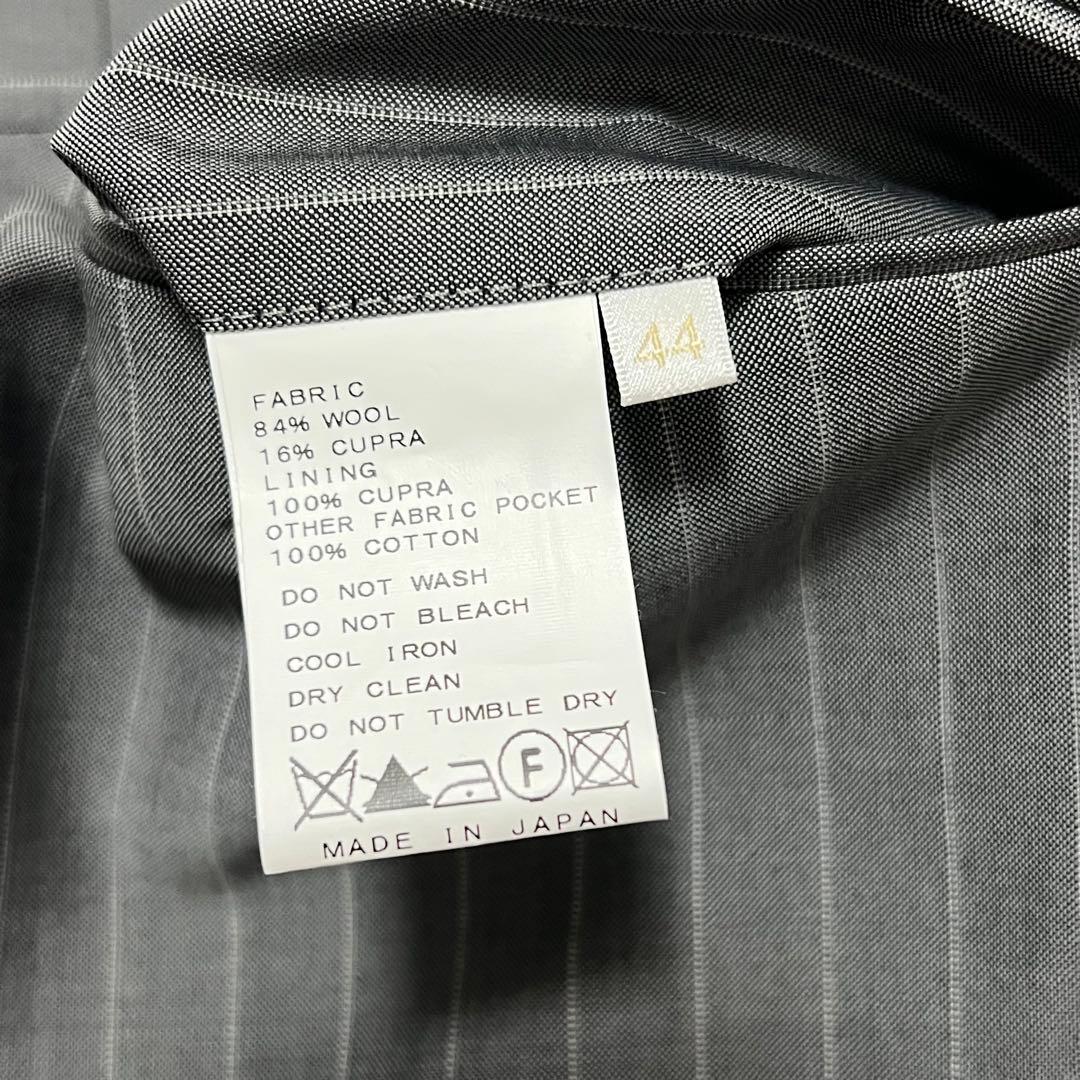 44
FABRIC
84% WOOL
16% CUPRA
LINING
100% CUPRA
OTHER FABRIC POCKET
100% COTTON
DO NOT WASH
DO NOT BLEACH
COOL IRON
DRY CLEAN
DO NOT TUMBLE DRY
F
MADE IN JAPAN